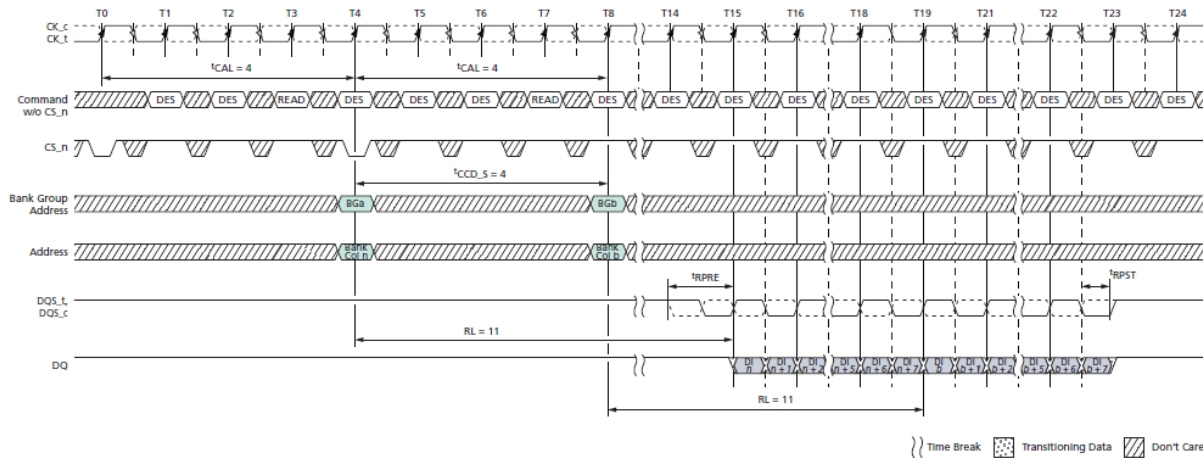 T0 T1 T2 T3 T4 T5 T6 T7 T8 T14 T15 T16 T18 T19 T21 T22 T23 T24
CK_c
CK_t
tCAL = 4 tCAL = 4
Command
w/o CS_n
DES DES READ DES DES DES READ DES DES DES DES DES DES DES DES DES DES
CS_n
tCCD_S = 4
Bank Group
Address
BGa BGb
Address
Bank Bank
Col n Col b
tRPRE tRPST
DQS_t,
DQS_c
RL = 11
DQ
DI DI DI DI DI DI DI DI DI DI DI DI
n n + 1 n + 2 n + 5 n + 6 n + 7 b b + 1 b + 2 b + 5 b + 6 b + 7
RL = 11
Time Break Transitioning Data Don't Care